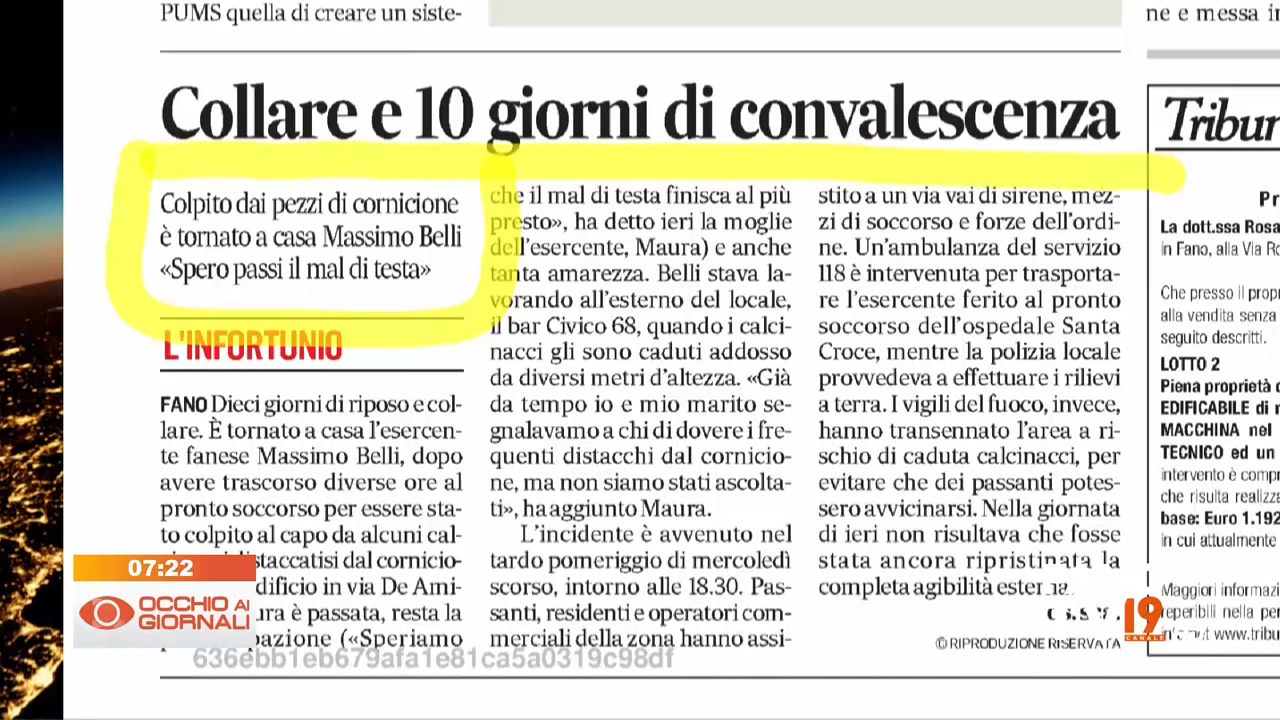 PUMS quella di creare un siste-
ne e messa in
Collare e 10 giorni di convalescenza
Colpito dai pezzi di cornicione
è tornato a casa Massimo Belli
«Spero passi il mal di testa»
L'INFORTUNIO
FANO Dieci giorni di riposo e col-
lare. È tornato a casa l'esercen-
te fanese Massimo Belli, dopo
avere trascorso diverse ore al
pronto soccorso per essere sta-
to colpito al capo da alcuni cal-
staccatisi dal cornicio-
dificio in via De Ami-
ura è passata, resta la
pazione («Speriamo
che il mal di testa finisca al più
presto», ha detto ieri la moglie
dell'esercente, Maura) e anche
tanta amarezza. Belli stava la-
vorando all'esterno del locale,
il bar Civico 68, quando i calci-
nacci gli sono caduti addosso
da diversi metri d'altezza. «Già
da tempo io e mio marito se-
gnalavamo a chi di dovere i fre-
quenti distacchi dal cornicio-
ne, ma non siamo stati ascolta-
ti», ha aggiunto Maura.
L'incidente è avvenuto nel
tardo pomeriggio di mercoledì
scorso, intorno alle 18.30. Pas-
santi, residenti e operatori com-
merciali della zona hanno assi-
stito a un via vai di sirene, mez-
zi di soccorso e forze dell'ordi-
ne. Un'ambulanza del servizio
118 è intervenuta per trasporta-
re l'esercente ferito al pronto
soccorso dell'ospedale Santa
Croce, mentre la polizia locale
provvedeva a effettuare i rilievi
a terra. I vigili del fuoco, invece,
hanno transennato l'area a ri-
schio di caduta calcinacci, per
evitare che dei passanti potes-
sero avvicinarsi. Nella giornata
di ieri non risultava che fosse
stata ancora ripristinata la
completa agibilità
© RIPRODUZIONE RISERVATA
Tribun
Pr
La dott.ssa Rosa
in Fano, alla Via Ro
Che presso il propr
alla vendita senza
seguito descritti.
LOTTO 2
Piena proprietà d
EDIFICABILE di m
MACCHINA nel
TECNICO ed un
intervento è compr
che risulta realizza
base: Euro 1.192
in cui attualmente
Maggiori informazi
reperibili nella per
www.tribu
07:22
OCCHIO AI
GIORNALI
19
CANALE
636ebb1eb679afa1e81ca5a0319c98df